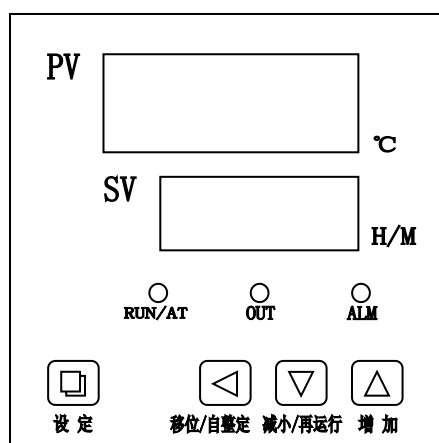 PV
℃
SV
H/M
RUN/AT OUT ALM
设定 移位/自整定 减小/再运行 增加